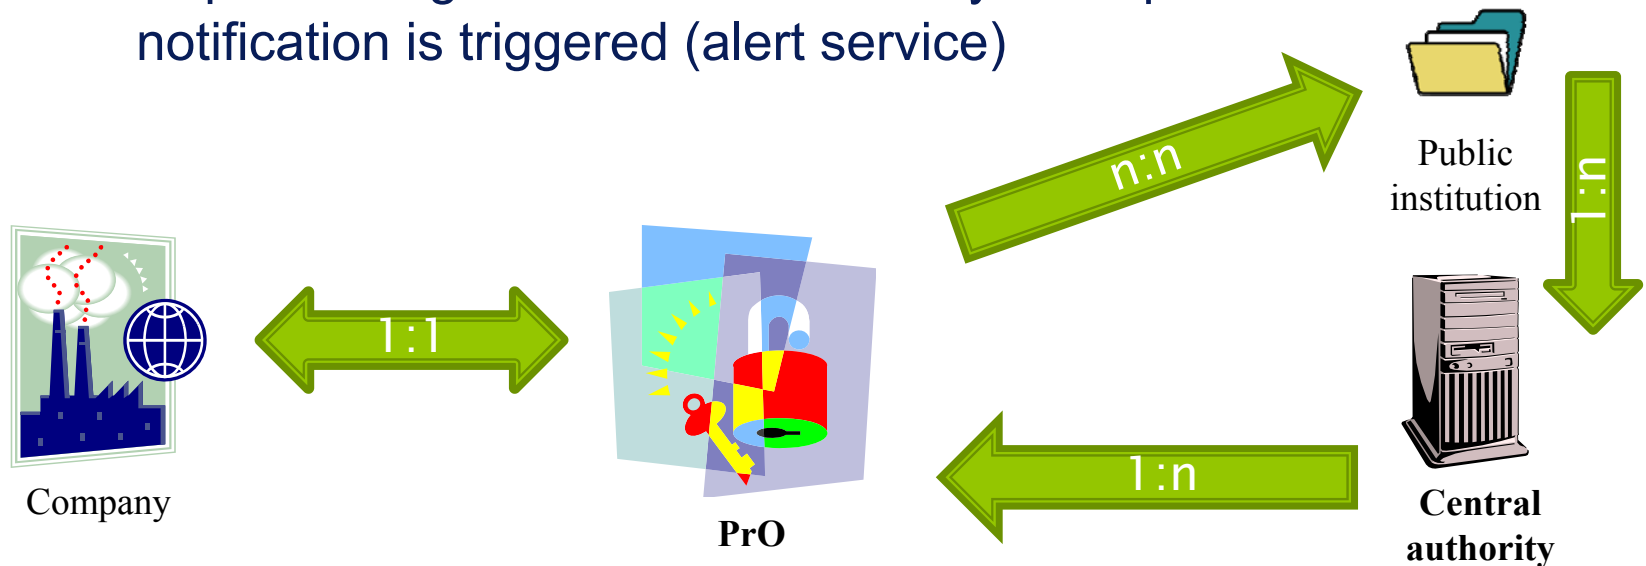 notification is triggered (alert service)
n:n
Public
institution
1:n
1:1
1:n
Company
PrO
Central
authority